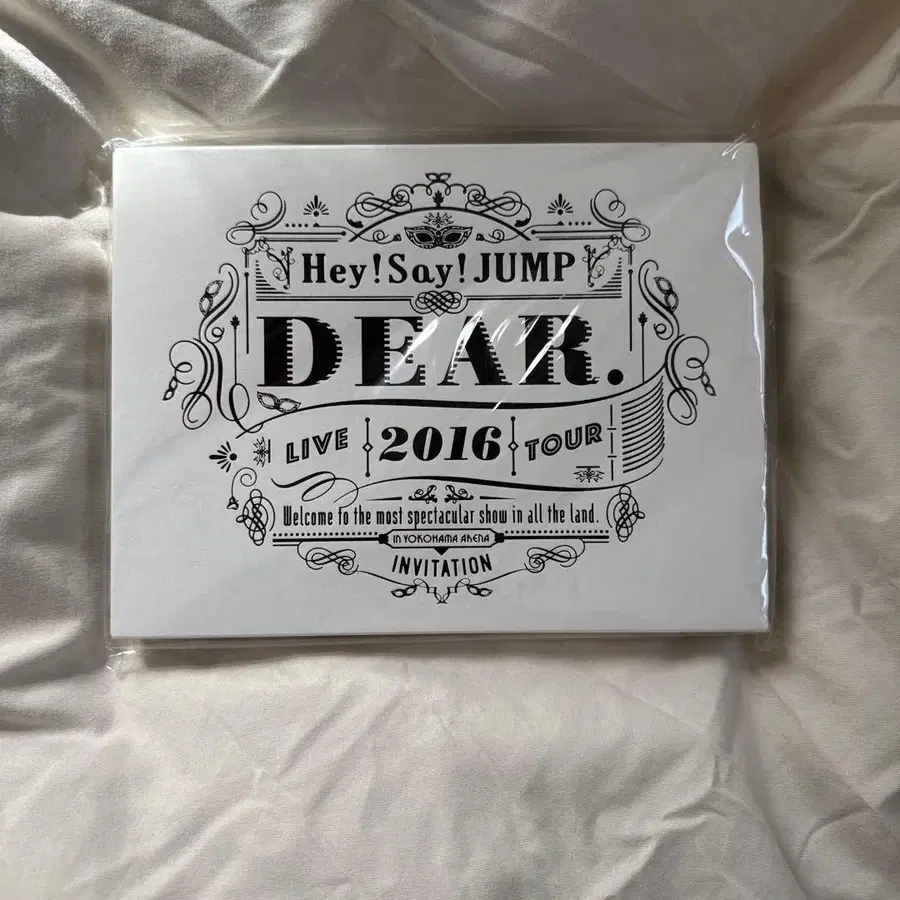 Hey! Say! JUMP
DEAR.
LIVE 2016 TOUR
Welcome to the most spectacular show in all the land.
IN YOKOHAMA ARENA
INVITATION